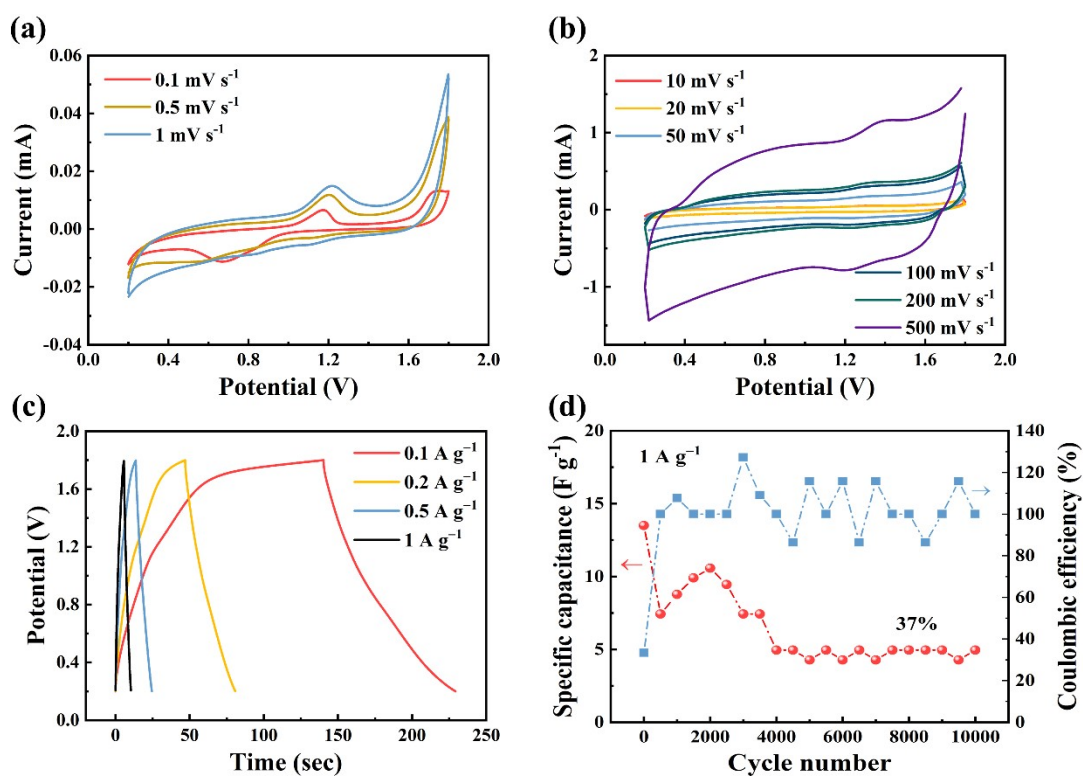 (a)
0.06
0.04
0.02
0.00
-0.02
-0.04
Current (mA)
0.1 mV s⁻¹
0.5 mV s⁻¹
1 mV s⁻¹
0.0 0.4 0.8 1.2 1.6 2.0
Potential (V)
(b)
2
1
0
-1
Current (mA)
10 mV s⁻¹
20 mV s⁻¹
50 mV s⁻¹
100 mV s⁻¹
200 mV s⁻¹
500 mV s⁻¹
0.0 0.4 0.8 1.2 1.6 2.0
Potential (V)
(c)
2.0
1.6
1.2
0.8
0.4
0.0
Potential (V)
0.1 A g⁻¹
0.2 A g⁻¹
0.5 A g⁻¹
1 A g⁻¹
0 50 100 150 200 250
Time (sec)
(d)
20
15
10
5
0
Specific capacitance (F g⁻¹)
1 A g⁻¹
37%
140
120
100
80
60
40
20
0
Coulombic efficiency (%)
0 2000 4000 6000 8000 10000
Cycle number